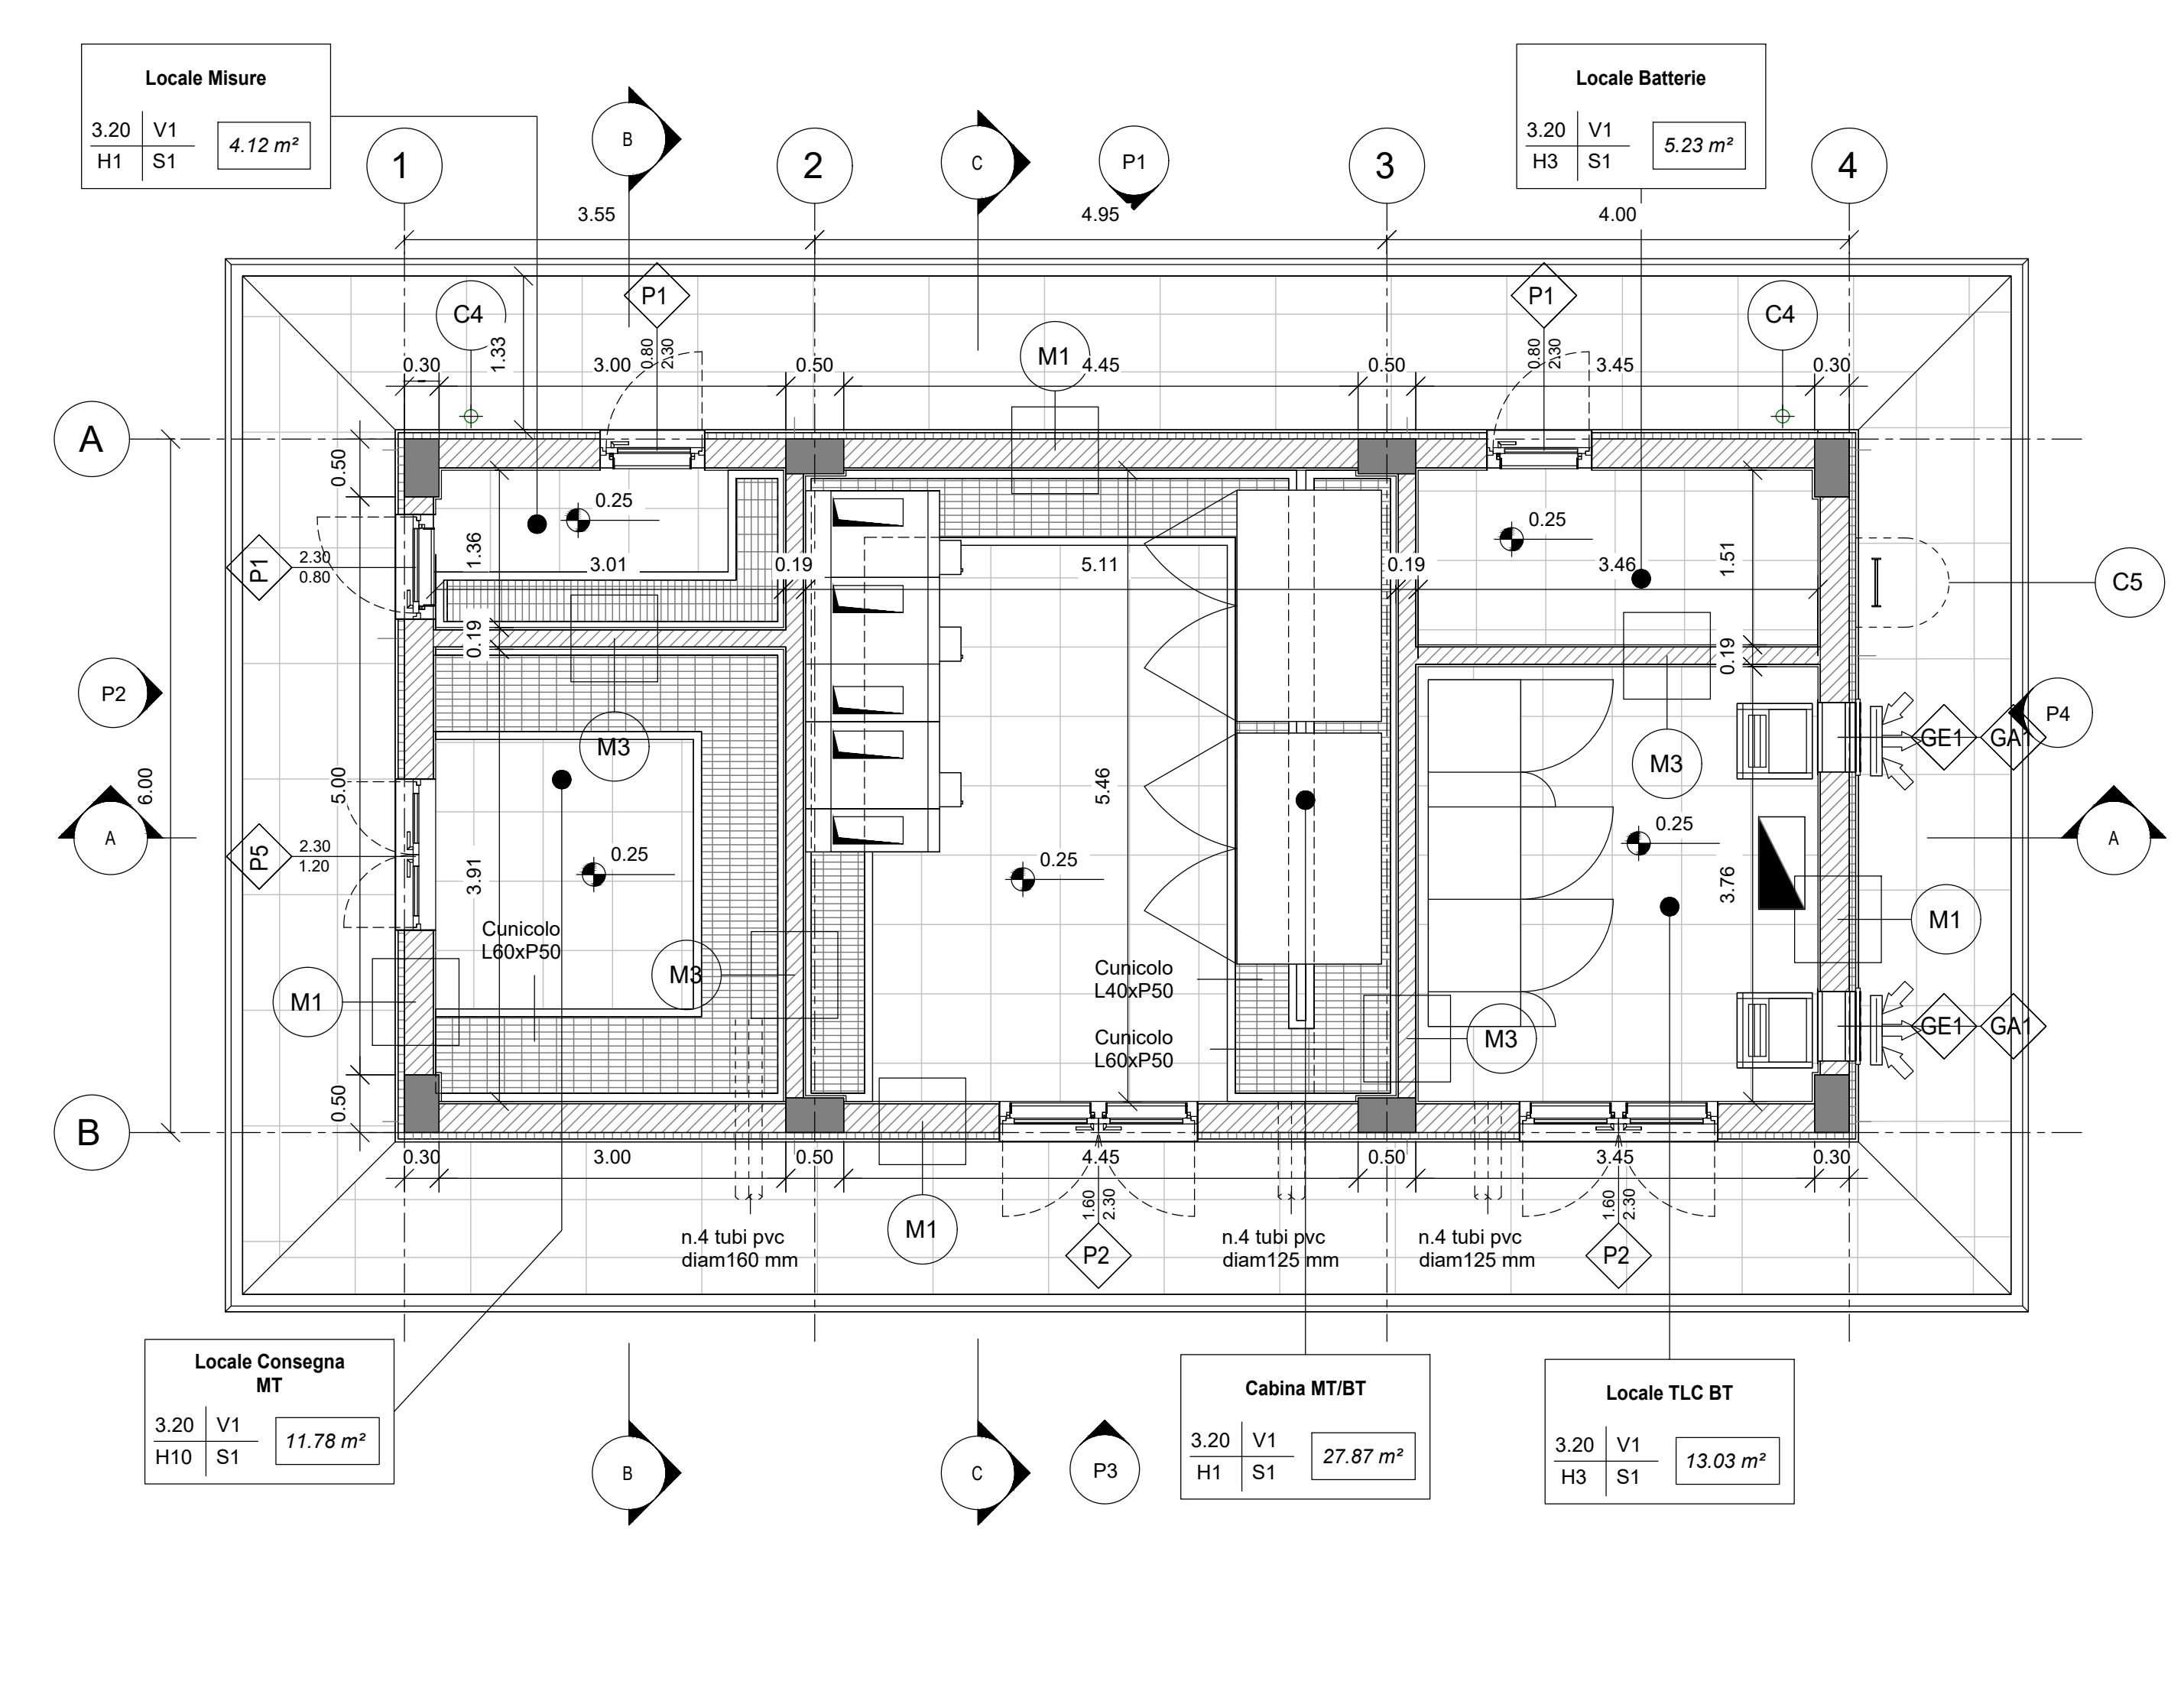 Locale Misure
3.20 V1
H1 S1
4.12 m²
Locale Batterie
3.20 V1
H3 S1
5.23 m²
B
C
P1
1
2
3
4
3.55
4.95
4.00
P1
P1
C4
C4
1.33
0.80
2.30
0.80
2.30
M1
0.30
3.00
0.50
4.45
0.50
3.45
0.30
A
0.50
0.25
0.25
1.36
3.01
0.19
5.11
0.19
3.46
1.51
P1
2.30
0.80
C5
0.19
0.19
P2
M3
M3
GE1
GA1
P4
6.00
5.00
5.46
A
A
P5
2.30
1.20
0.25
0.25
0.25
3.91
3.76
Cunicolo
L60xP50
M3
M1
M1
Cunicolo
L40xP50
Cunicolo
L60xP50
M3
GE1
GA1
0.50
B
0.30
3.00
0.50
4.45
0.50
3.45
0.30
1.60
2.30
1.60
2.30
M1
n.4 tubi pvc
diam160 mm
P2
n.4 tubi pvc
diam125 mm
n.4 tubi pvc
diam125 mm
P2
Locale Consegna
MT
3.20 V1
H10 S1
11.78 m²
B
C
P3
Cabina MT/BT
3.20 V1
H1 S1
27.87 m²
Locale TLC BT
3.20 V1
H3 S1
13.03 m²